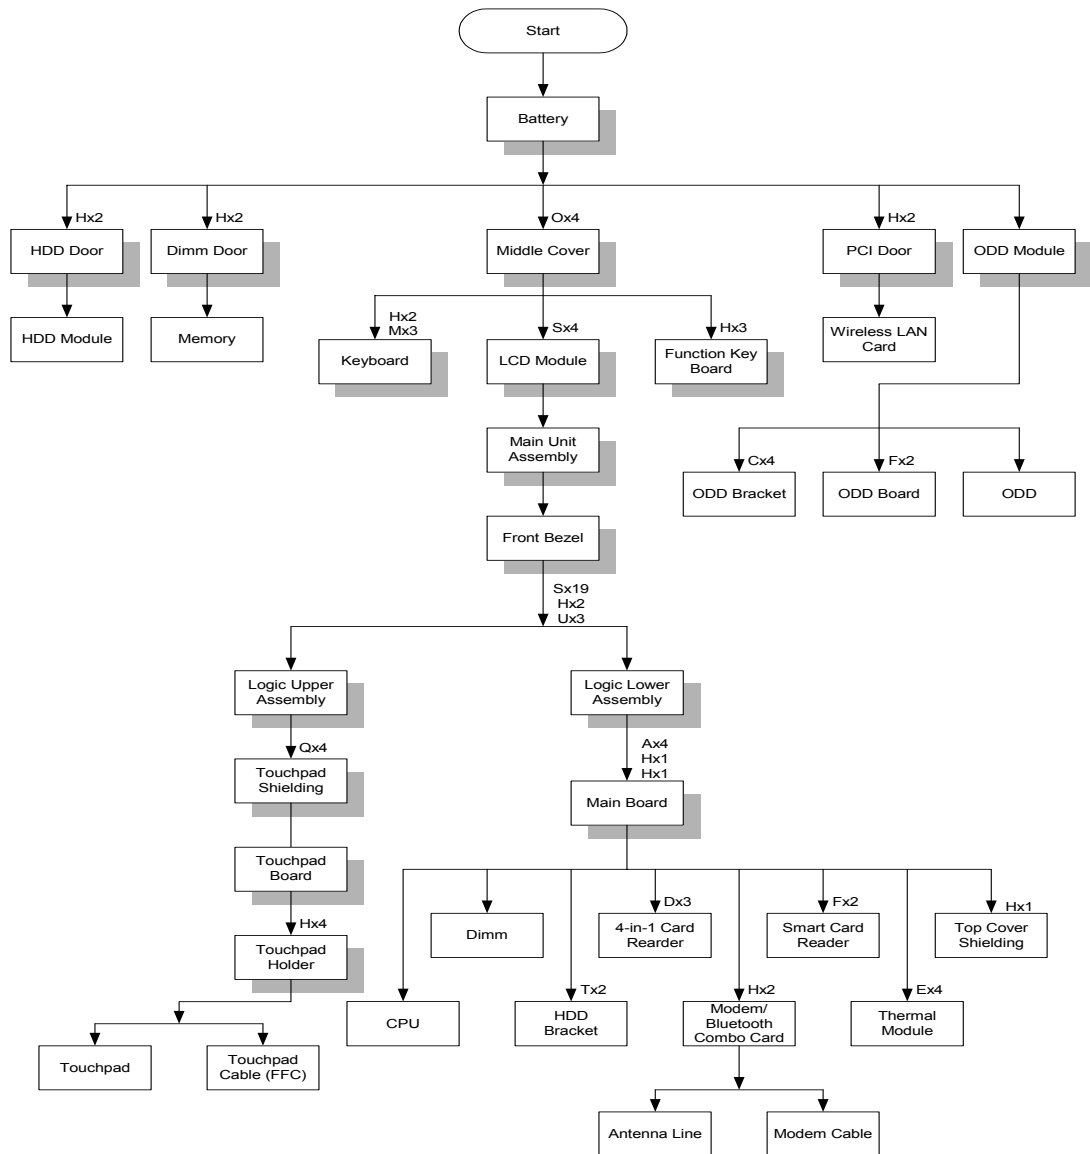 Start
Battery
Hx2
Hx2
Ox4
Hx2
HDD Door
Dimm Door
Middle Cover
PCI Door
ODD Module
HDD Module
Memory
Hx2
Mx3
Sx4
Hx3
Keyboard
LCD Module
Function Key
Board
Wireless LAN
Card
Main Unit
Assembly
Cx4
Fx2
ODD Bracket
ODD Board
ODD
Front Bezel
Sx19
Hx2
Ux3
Logic Upper
Assembly
Logic Lower
Assembly
Qx4
Touchpad
Shielding
Ax4
Hx1
Hx1
Main Board
Touchpad
Board
Hx4
Touchpad
Holder
Dx3
Fx2
Hx1
Dimm
4-in-1 Card
Rearder
Smart Card
Reader
Top Cover
Shielding
Tx2
Hx2
Ex4
CPU
HDD
Bracket
Modem/
Bluetooth
Combo Card
Thermal
Module
Touchpad
Touchpad
Cable (FFC)
Antenna Line
Modem Cable